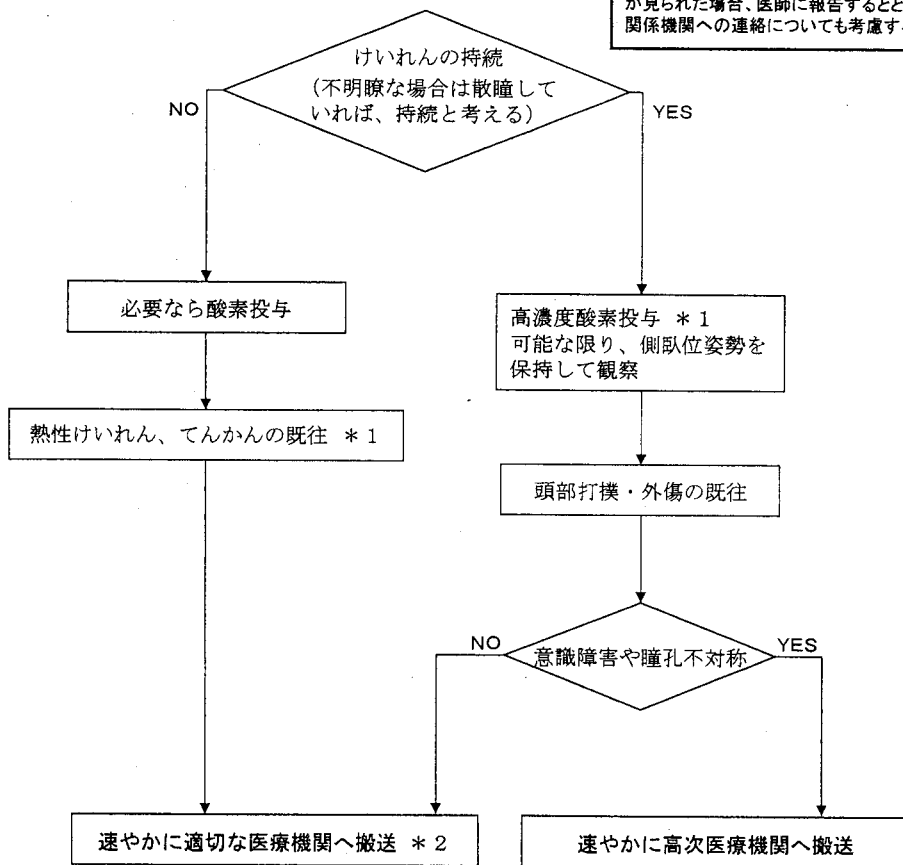 が見られた場合、医師に報告するとと
関係機関への連絡についても考慮す
けいれんの持続
(不明瞭な場合は散瞳して
いれば、持続と考える)
NO
YES
必要なら酸素投与
高濃度酸素投与 *1
可能な限り、側臥位姿勢を
保持して観察
熱性けいれん、てんかんの既往 *1
頭部打撲・外傷の既往
NO
意識障害や瞳孔不対称
YES
速やかに適切な医療機関へ搬送 *2
速やかに高次医療機関へ搬送